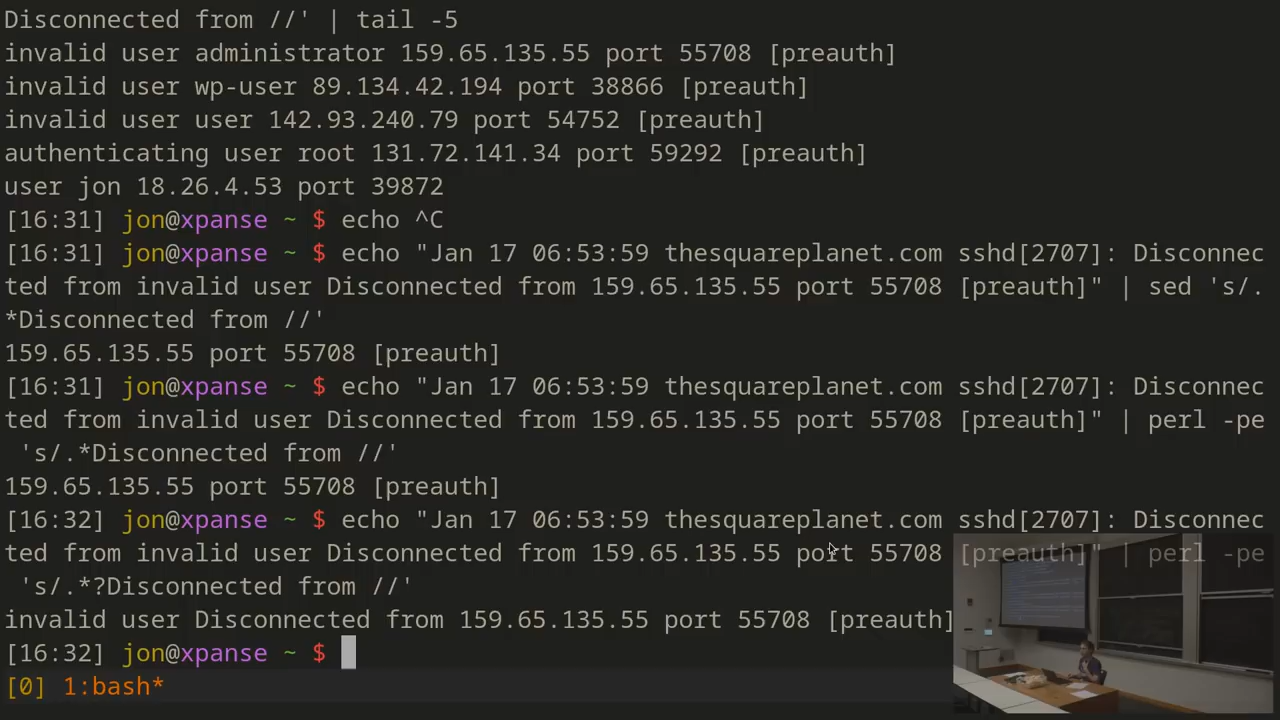 Disconnected from //' | tail -5
invalid user administrator 159.65.135.55 port 55708 [preauth]
invalid user wp-user 89.134.42.194 port 38866 [preauth]
invalid user user 142.93.240.79 port 54752 [preauth]
authenticating user root 131.72.141.34 port 59292 [preauth]
user jon 18.26.4.53 port 39872
[16:31] jon@xpanse ~ $ echo ^C
[16:31] jon@xpanse ~ $ echo "Jan 17 06:53:59 thesquareplanet.com sshd[2707]: Disconnec
ted from invalid user Disconnected from 159.65.135.55 port 55708 [preauth]" | sed 's/.
*Disconnected from //'
159.65.135.55 port 55708 [preauth]
[16:31] jon@xpanse ~ $ echo "Jan 17 06:53:59 thesquareplanet.com sshd[2707]: Disconnec
ted from invalid user Disconnected from 159.65.135.55 port 55708 [preauth]" | perl -pe
 's/.*Disconnected from //'
159.65.135.55 port 55708 [preauth]
[16:32] jon@xpanse ~ $ echo "Jan 17 06:53:59 thesquareplanet.com sshd[2707]: Disconnec
ted from invalid user Disconnected from 159.65.135.55 port 55708 [preauth]" | perl -pe
 's/.*?Disconnected from //'
invalid user Disconnected from 159.65.135.55 port 55708 [preauth]
[16:32] jon@xpanse ~ $
[0] 1:bash*